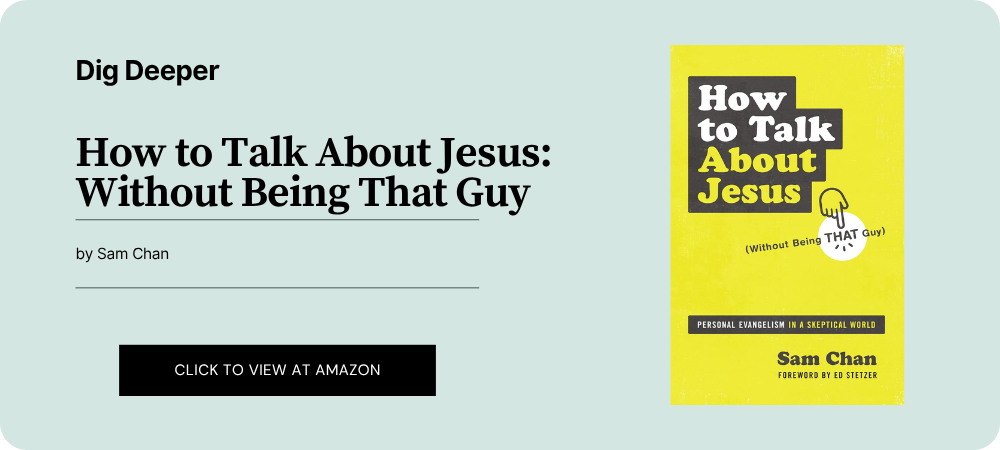 Dig Deeper
How to Talk About Jesus:
Without Being That Guy
by Sam Chan
CLICK TO VIEW AT AMAZON
How
to Talk
About
Jesus
(Without Being THAT Guy)
PERSONAL EVANGELISM IN A SKEPTICAL WORLD
Sam Chan
FOREWORD BY ED STETZER